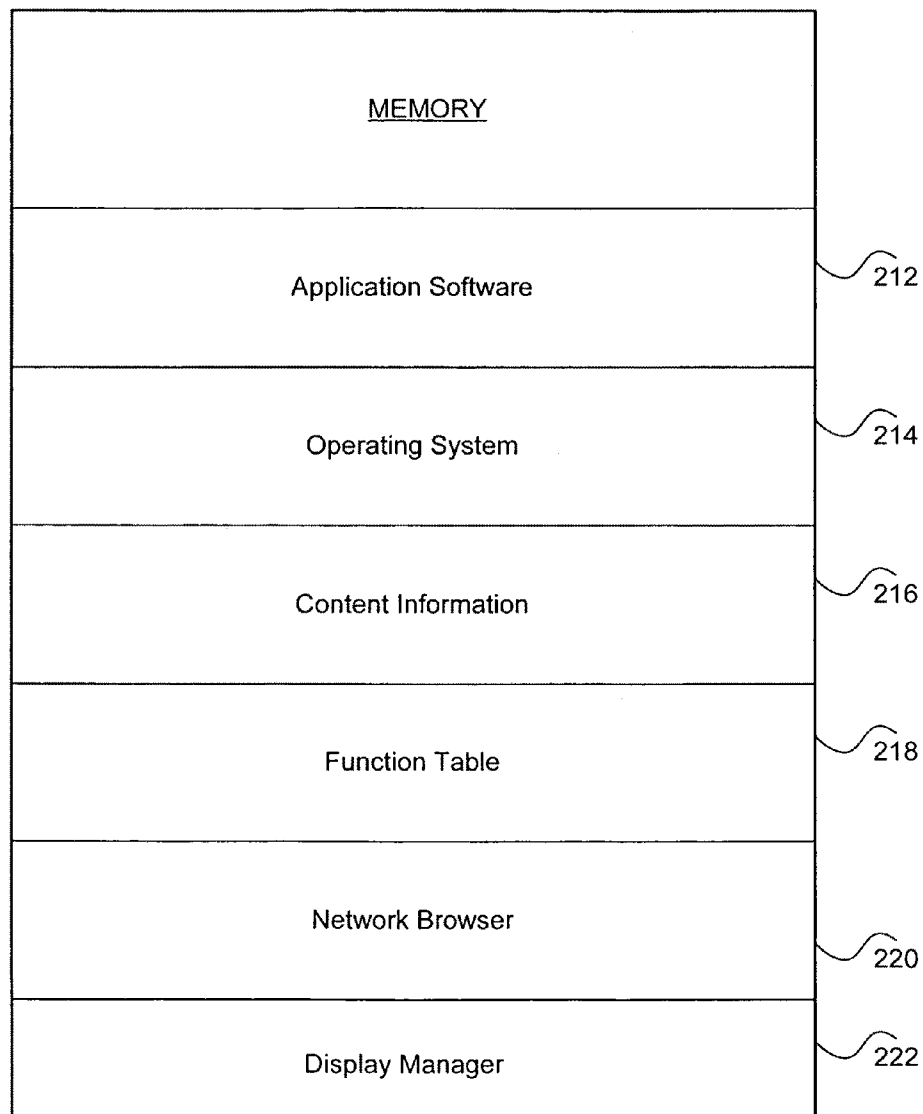 MEMORY
Application Software
212
Operating System
214
Content Information
216
Function Table
218
Network Browser
220
Display Manager
222